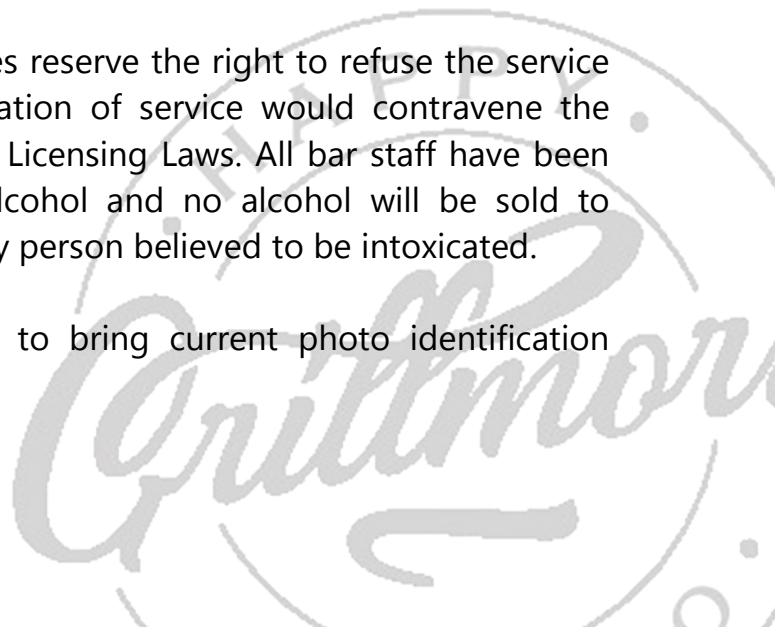 es reserve the right to refuse the service
ation of service would contravene the
Licensing Laws. All bar staff have been
lcohol and no alcohol will be sold to
y person believed to be intoxicated.
to bring current photo identification
HAPPY
Grillmor